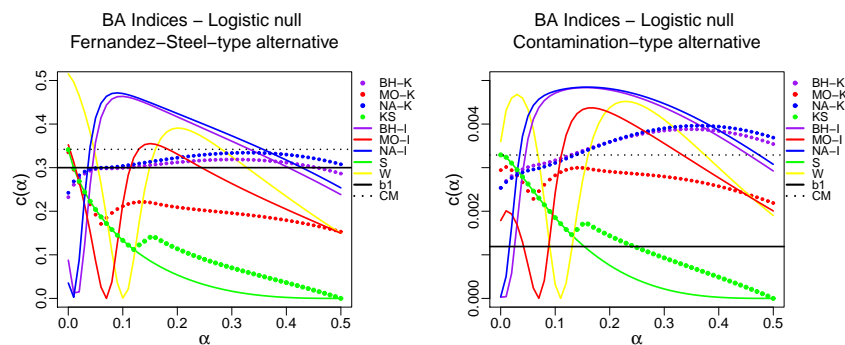 BA Indices − Logistic null
Fernandez−Steel−type alternative
c(α)
0.5
0.4
0.3
0.2
0.1
0.0
0.0 0.1 0.2 0.3 0.4 0.5
α
BH−K
MO−K
NA−K
KS
BH−I
MO−I
NA−I
S
W
b1
CM
BA Indices − Logistic null
Contamination−type alternative
c(α)
0.004
0.002
0.000
0.0 0.1 0.2 0.3 0.4 0.5
α
BH−K
MO−K
NA−K
KS
BH−I
MO−I
NA−I
S
W
b1
CM